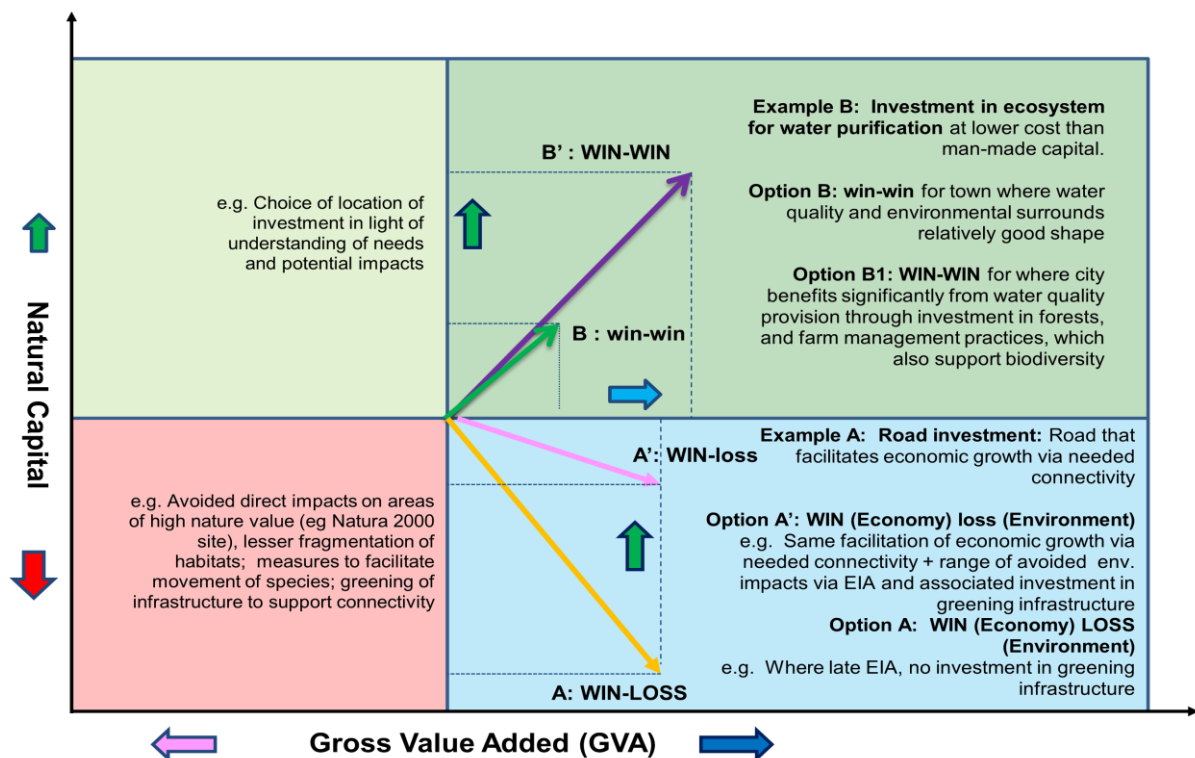 Example B: Investment in ecosystem
for water purification at lower cost than
man-made capital.
B’ : WIN-WIN
Option B: win-win for town where water
quality and environmental surrounds
relatively good shape
e.g. Choice of location of
investment in light of
understanding of needs
and potential impacts
Option B1: WIN-WIN for where city
benefits significantly from water quality
provision through investment in forests,
and farm management practices, which
also support biodiversity
B : win-win
Natural Capital
Example A: Road investment: Road that
facilitates economic growth via needed
connectivity
A’: WIN-loss
e.g. Avoided direct impacts on areas
of high nature value (eg Natura 2000
site), lesser fragmentation of
habitats; measures to facilitate
movement of species; greening of
infrastructure to support connectivity
Option A’: WIN (Economy) loss (Environment)
e.g. Same facilitation of economic growth via
needed connectivity + range of avoided env.
impacts via EIA and associated investment in
greening infrastructure
Option A: WIN (Economy) LOSS
(Environment)
e.g. Where late EIA, no investment in greening
infrastructure
A: WIN-LOSS
Gross Value Added (GVA)